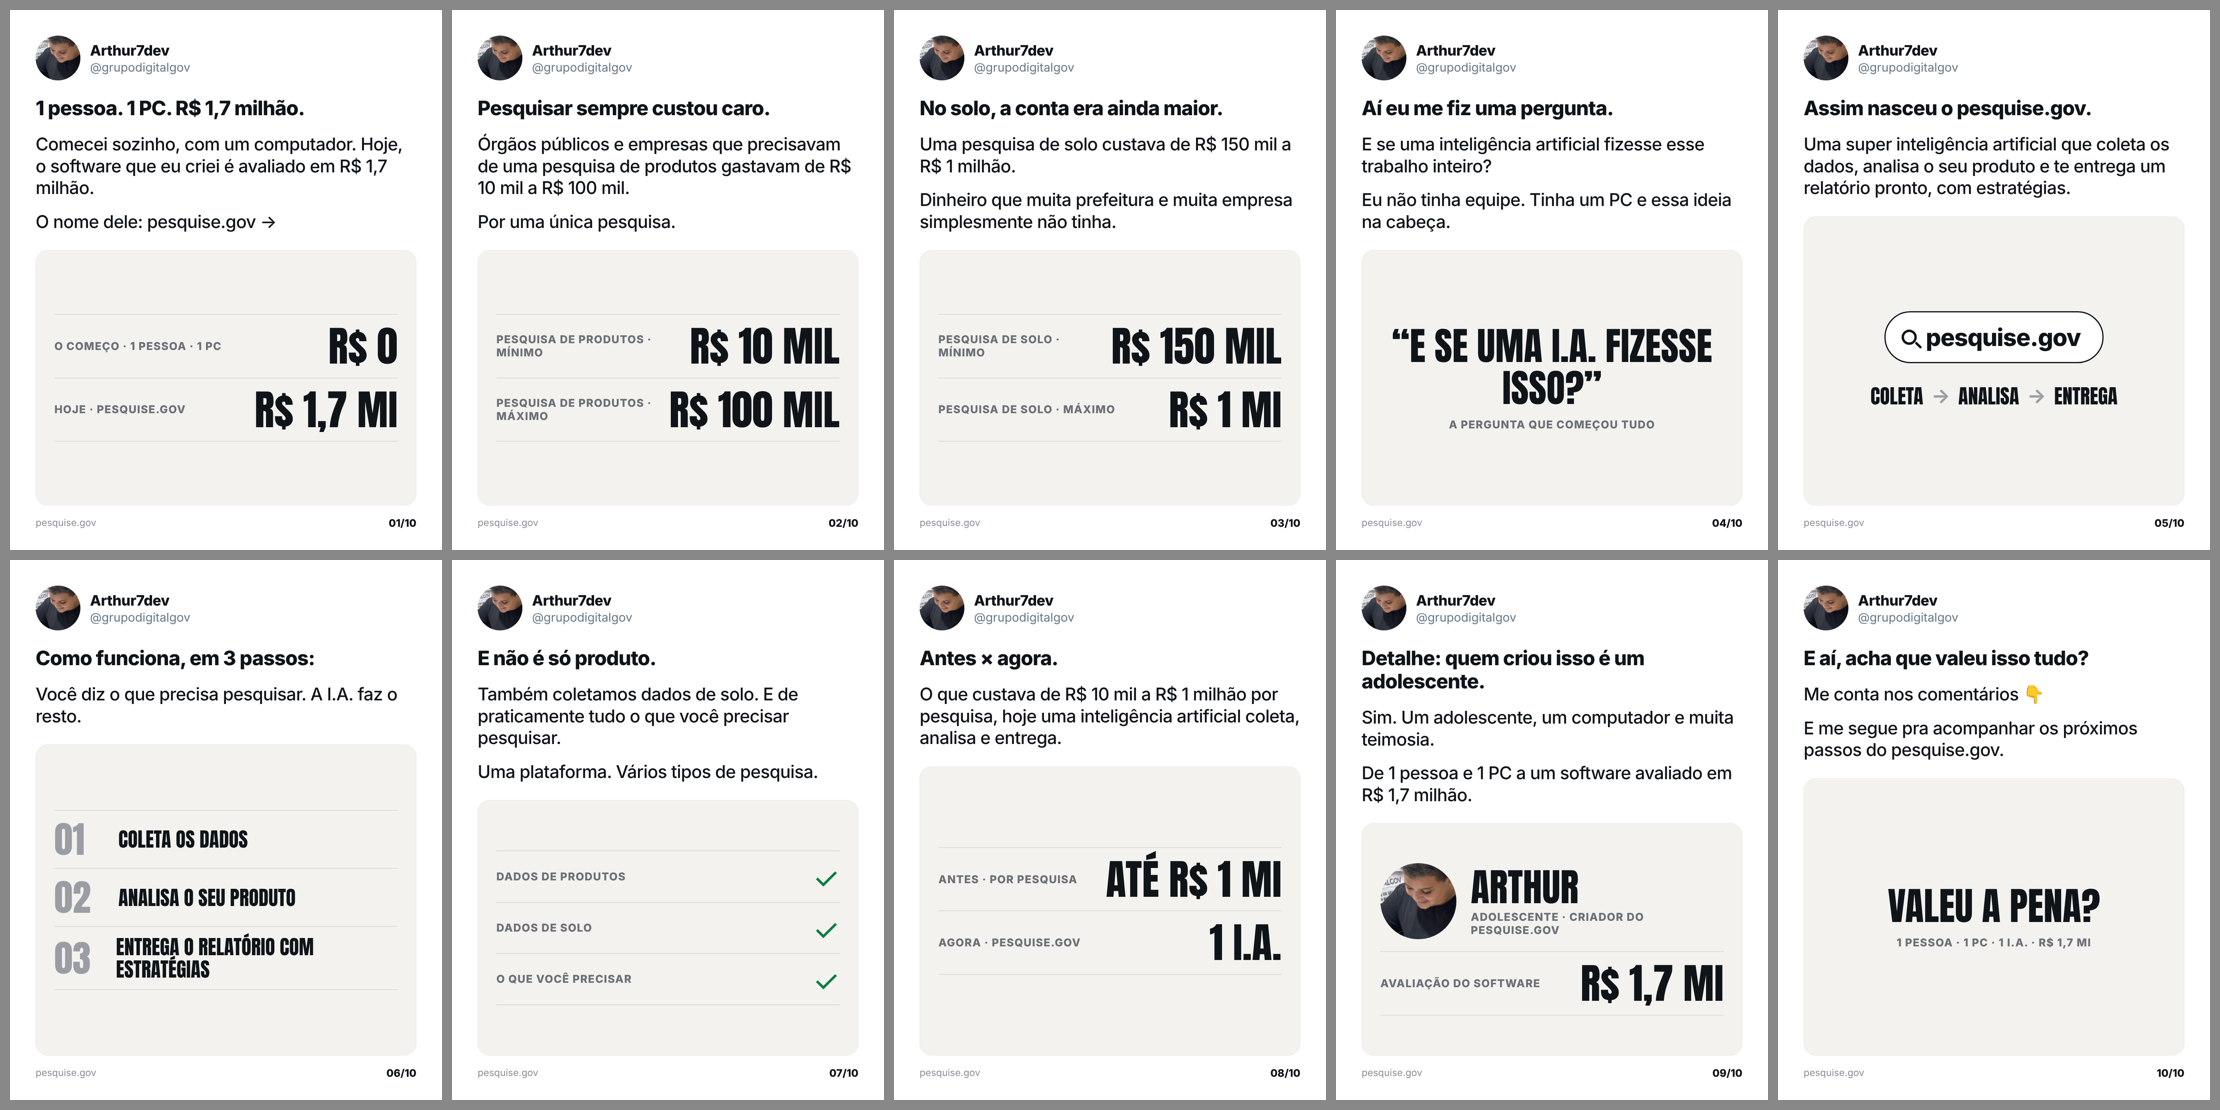 Arthur7dev
@grupodigitalgov
1 pessoa. 1 PC. R$ 1,7 milhão.
Comecei sozinho, com um computador. Hoje,
o software que eu criei é avaliado em R$ 1,7
milhão.
O nome dele: pesquise.gov →
O COMEÇO · 1 PESSOA · 1 PC
R$ 0
HOJE · PESQUISE.GOV
R$ 1,7 MI
pesquise.gov
01/10
Arthur7dev
@grupodigitalgov
Pesquisar sempre custou caro.
Órgãos públicos e empresas que precisavam
de uma pesquisa de produtos gastavam de R$
10 mil a R$ 100 mil.
Por uma única pesquisa.
PESQUISA DE PRODUTOS ·
MÍNIMO
R$ 10 MIL
PESQUISA DE PRODUTOS ·
MÁXIMO
R$ 100 MIL
pesquise.gov
02/10
Arthur7dev
@grupodigitalgov
No solo, a conta era ainda maior.
Uma pesquisa de solo custava de R$ 150 mil a
R$ 1 milhão.
Dinheiro que muita prefeitura e muita empresa
simplesmente não tinha.
PESQUISA DE SOLO ·
MÍNIMO
R$ 150 MIL
PESQUISA DE SOLO · MÁXIMO
R$ 1 MI
pesquise.gov
03/10
Arthur7dev
@grupodigitalgov
Aí eu me fiz uma pergunta.
E se uma inteligência artificial fizesse esse
trabalho inteiro?
Eu não tinha equipe. Tinha um PC e essa ideia
na cabeça.
“E SE UMA I.A. FIZESSE
ISSO?”
A PERGUNTA QUE COMEÇOU TUDO
pesquise.gov
04/10
Arthur7dev
@grupodigitalgov
Assim nasceu o pesquise.gov.
Uma super inteligência artificial que coleta os
dados, analisa o seu produto e te entrega um
relatório pronto, com estratégias.
pesquise.gov
COLETA → ANALISA → ENTREGA
pesquise.gov
05/10
Arthur7dev
@grupodigitalgov
Como funciona, em 3 passos:
Você diz o que precisa pesquisar. A I.A. faz o
resto.
01 COLETA OS DADOS
02 ANALISA O SEU PRODUTO
03 ENTREGA O RELATÓRIO COM
ESTRATÉGIAS
pesquise.gov
06/10
Arthur7dev
@grupodigitalgov
E não é só produto.
Também coletamos dados de solo. E de
praticamente tudo o que você precisar
pesquisar.
Uma plataforma. Vários tipos de pesquisa.
DADOS DE PRODUTOS
DADOS DE SOLO
O QUE VOCÊ PRECISAR
pesquise.gov
07/10
Arthur7dev
@grupodigitalgov
Antes × agora.
O que custava de R$ 10 mil a R$ 1 milhão por
pesquisa, hoje uma inteligência artificial coleta,
analisa e entrega.
ANTES · POR PESQUISA
ATÉ R$ 1 MI
AGORA · PESQUISE.GOV
1 I.A.
pesquise.gov
08/10
Arthur7dev
@grupodigitalgov
Detalhe: quem criou isso é um
adolescente.
Sim. Um adolescente, um computador e muita
teimosia.
De 1 pessoa e 1 PC a um software avaliado em
R$ 1,7 milhão.
ARTHUR
ADOLESCENTE · CRIADOR DO
PESQUISE.GOV
AVALIAÇÃO DO SOFTWARE
R$ 1,7 MI
pesquise.gov
09/10
Arthur7dev
@grupodigitalgov
E aí, acha que valeu isso tudo?
Me conta nos comentários 👇
E me segue pra acompanhar os próximos
passos do pesquise.gov.
VALEU A PENA?
1 PESSOA · 1 PC · 1 I.A. · R$ 1,7 MI
pesquise.gov
10/10